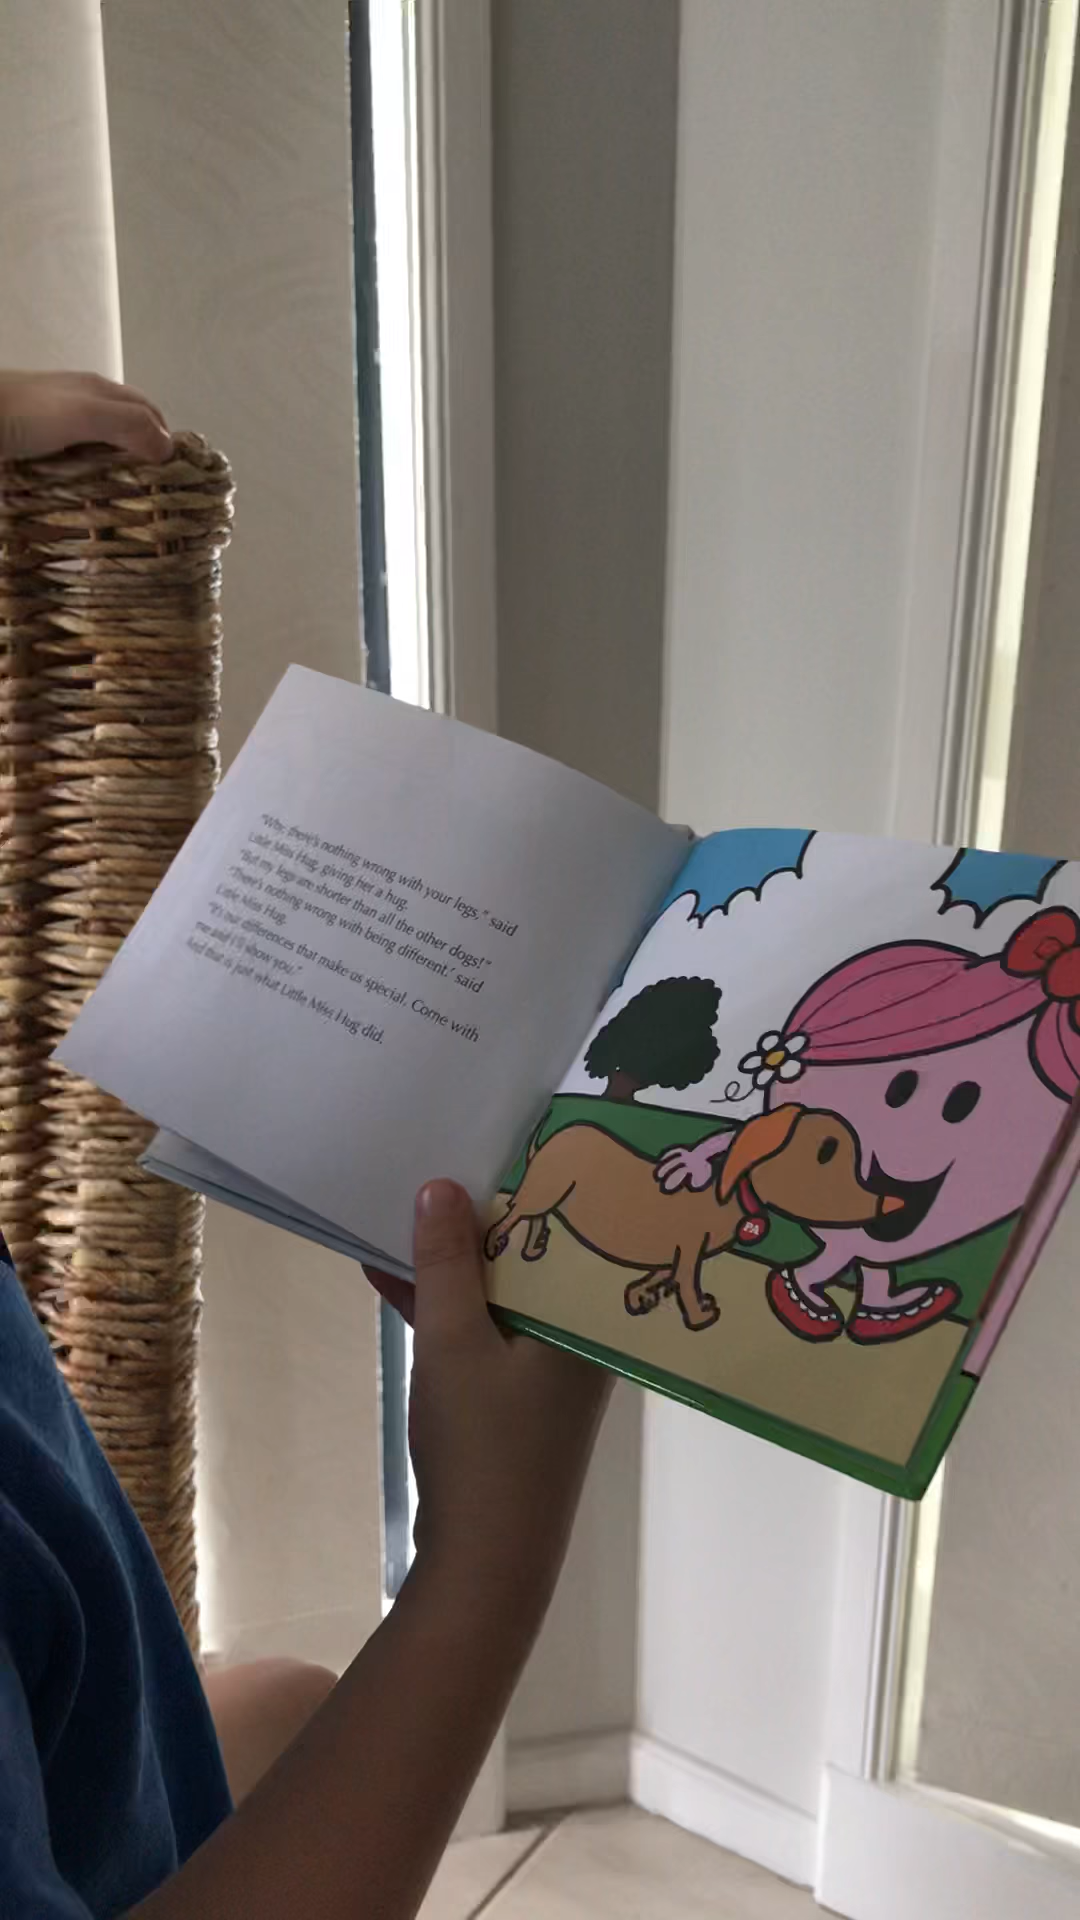 "Why, there's nothing wrong with your legs," said
Little Miss Hug, giving her a hug.
"But my legs are shorter than all the other dogs!"
"There's nothing wrong with being different.' said
Little Miss Hug.
"It's our differences that make us special. Come with
me and I'll show you."
And that is just what Little Miss Hug did.
PA